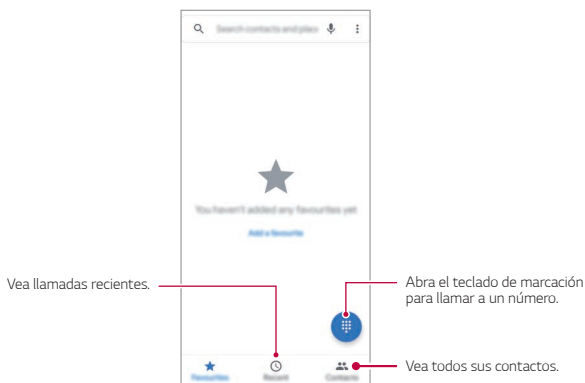 Search contacts and place
You haven't added any favourites yet
Add a favourite
Vea llamadas recientes.
Abra el teclado de marcación
para llamar a un número.
Favourites
Recent
Contacts
Vea todos sus contactos.